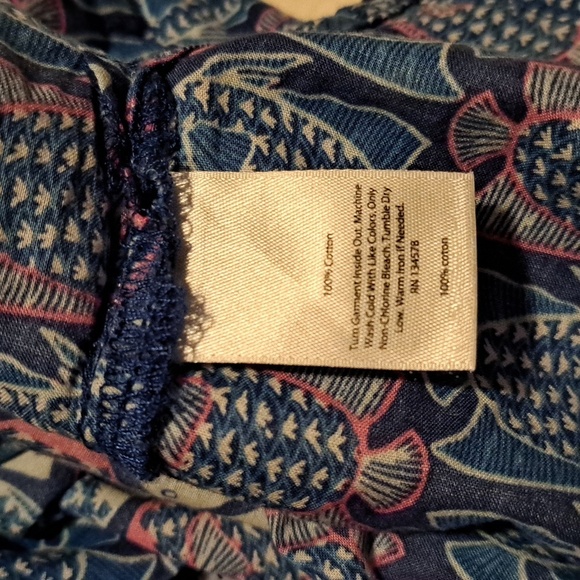 100% Cotton
Turn Garment Inside Out. Machine
Wash Cold With Like Colors. Only
Non-Chlorine Bleach. Tumble Dry
Low. Warm Iron If Needed.
RN 134578
100% cotton